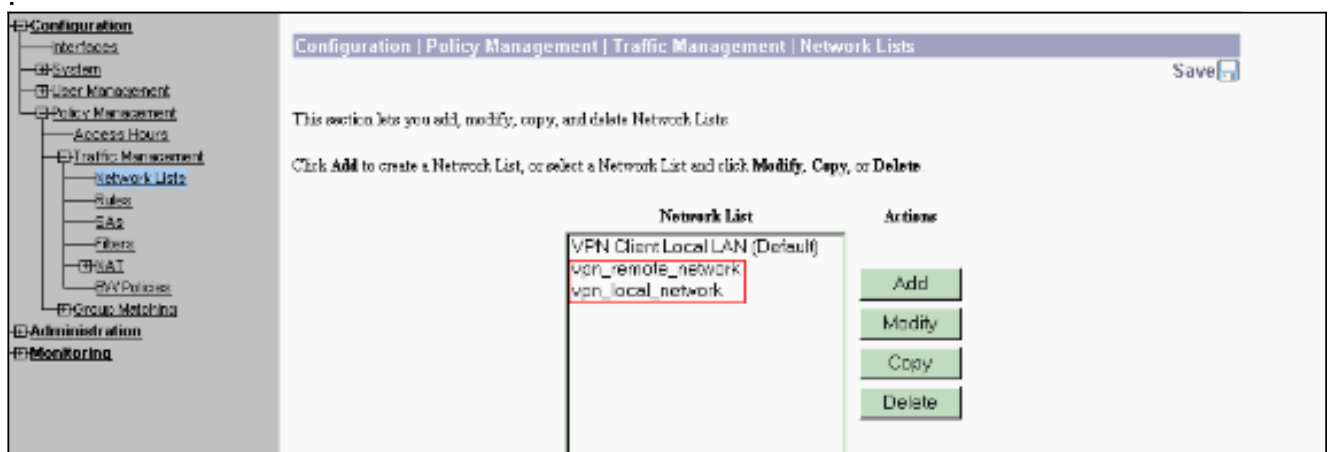 .
Configuration
Interfaces
System
User Management
Policy Management
Access Hours
Traffic Management
Network Lists
Rules
SAs
Filters
NAT
BW Policies
Group Matching
Administration
Monitoring
Configuration | Policy Management | Traffic Management | Network Lists
Save
This section lets you add, modify, copy, and delete Network Lists.
Click Add to create a Network List, or select a Network List and click Modify, Copy, or Delete.
Network List
Actions
VPN Client Local LAN (Default)
vpn_remote_network
vpn_local_network
Add
Modify
Copy
Delete